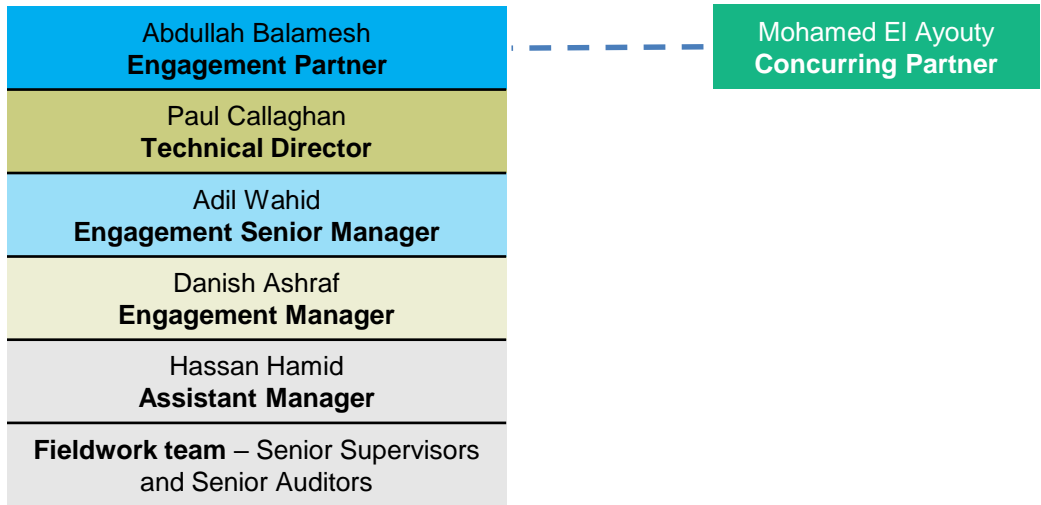 Abdullah Balamesh
Engagement Partner
Mohamed El Ayouty
Concurring Partner
Paul Callaghan
Technical Director
Adil Wahid
Engagement Senior Manager
Danish Ashraf
Engagement Manager
Hassan Hamid
Assistant Manager
Fieldwork team – Senior Supervisors
and Senior Auditors